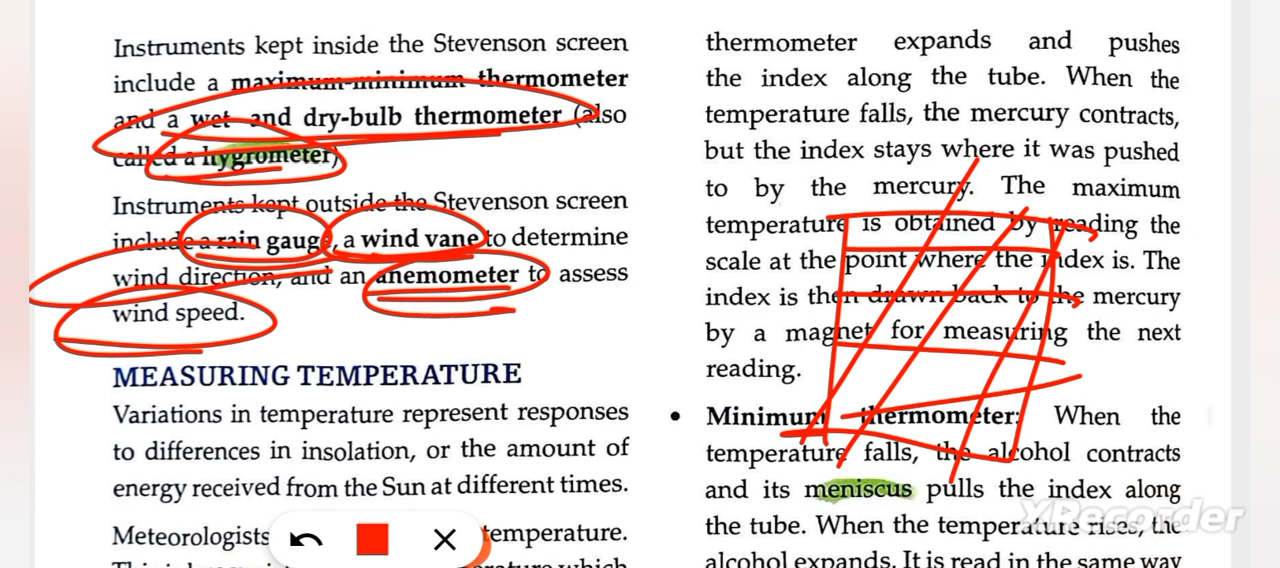 Instruments kept inside the Stevenson screen
include a maximum-minimum thermometer
and a wet- and dry-bulb thermometer (also
called a hygrometer)
Instruments kept outside the Stevenson screen
include a rain gauge, a wind vane to determine
wind direction, and an anemometer to assess
wind speed.
MEASURING TEMPERATURE
Variations in temperature represent responses
to differences in insolation, or the amount of
energy received from the Sun at different times.
Meteorologists temperature.
which
thermometer expands and pushes
the index along the tube. When the
temperature falls, the mercury contracts,
but the index stays where it was pushed
to by the mercury. The maximum
temperature is obtained by reading the
scale at the point where the index is. The
index is then drawn back to the mercury
by a magnet for measuring the next
reading.
• Minimum thermometer: When the
temperature falls, the alcohol contracts
and its meniscus pulls the index along
the tube. When the temperature rises, the
alcohol expands. It is read in the same way
XRecorder